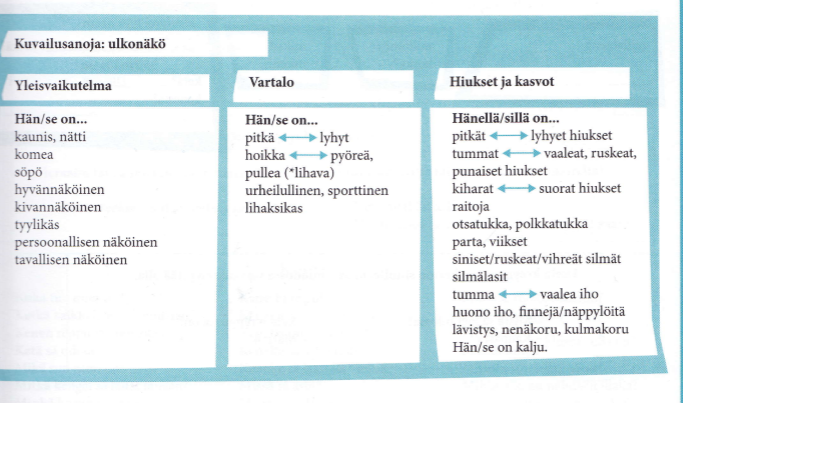 Kuvailusanoja: ulkonäkö
Yleisvaikutelma
Hän/se on...
kaunis, nätti
komea
söpö
hyvännäköinen
kivannäköinen
tyylikäs
persoonallisen näköinen
tavallisen näköinen
Vartalo
Hän/se on...
pitkä ↔ lyhyt
hoikka ↔ pyöreä,
pullea (*lihava)
urheilullinen, sporttinen
lihaksikas
Hiukset ja kasvot
Hänellä/sillä on...
pitkät ↔ lyhyet hiukset
tummat ↔ vaaleat, ruskeat,
punaiset hiukset
kiharat ↔ suorat hiukset
raitoja
otsatukka, polkkatukka
parta, viikset
siniset/ruskeat/vihreät silmät
silmälasit
tumma ↔ vaalea iho
huono iho, finnejä/näppylöitä
lävistys, nenäkoru, kulmakoru
Hän/se on kalju.